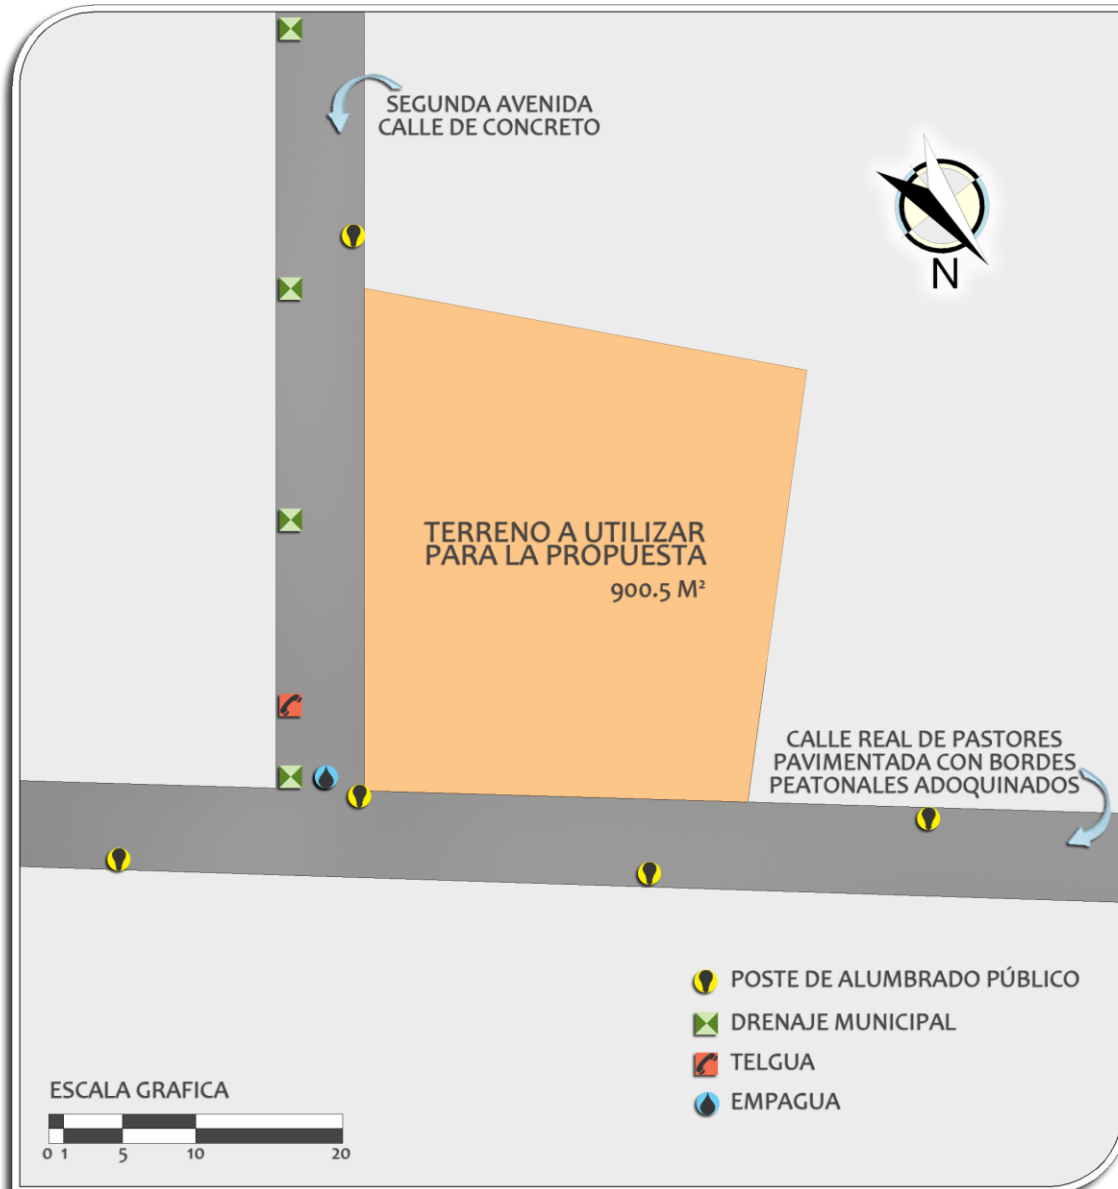 SEGUNDA AVENIDA
CALLE DE CONCRETO
N
TERRENO A UTILIZAR
PARA LA PROPUESTA
900.5 M²
CALLE REAL DE PASTORES
PAVIMENTADA CON BORDES
PEATONALES ADOQUINADOS
POSTE DE ALUMBRADO PÚBLICO
DRENAJE MUNICIPAL
TELGUA
EMPAGUA
ESCALA GRAFICA
0 1 5 10 20